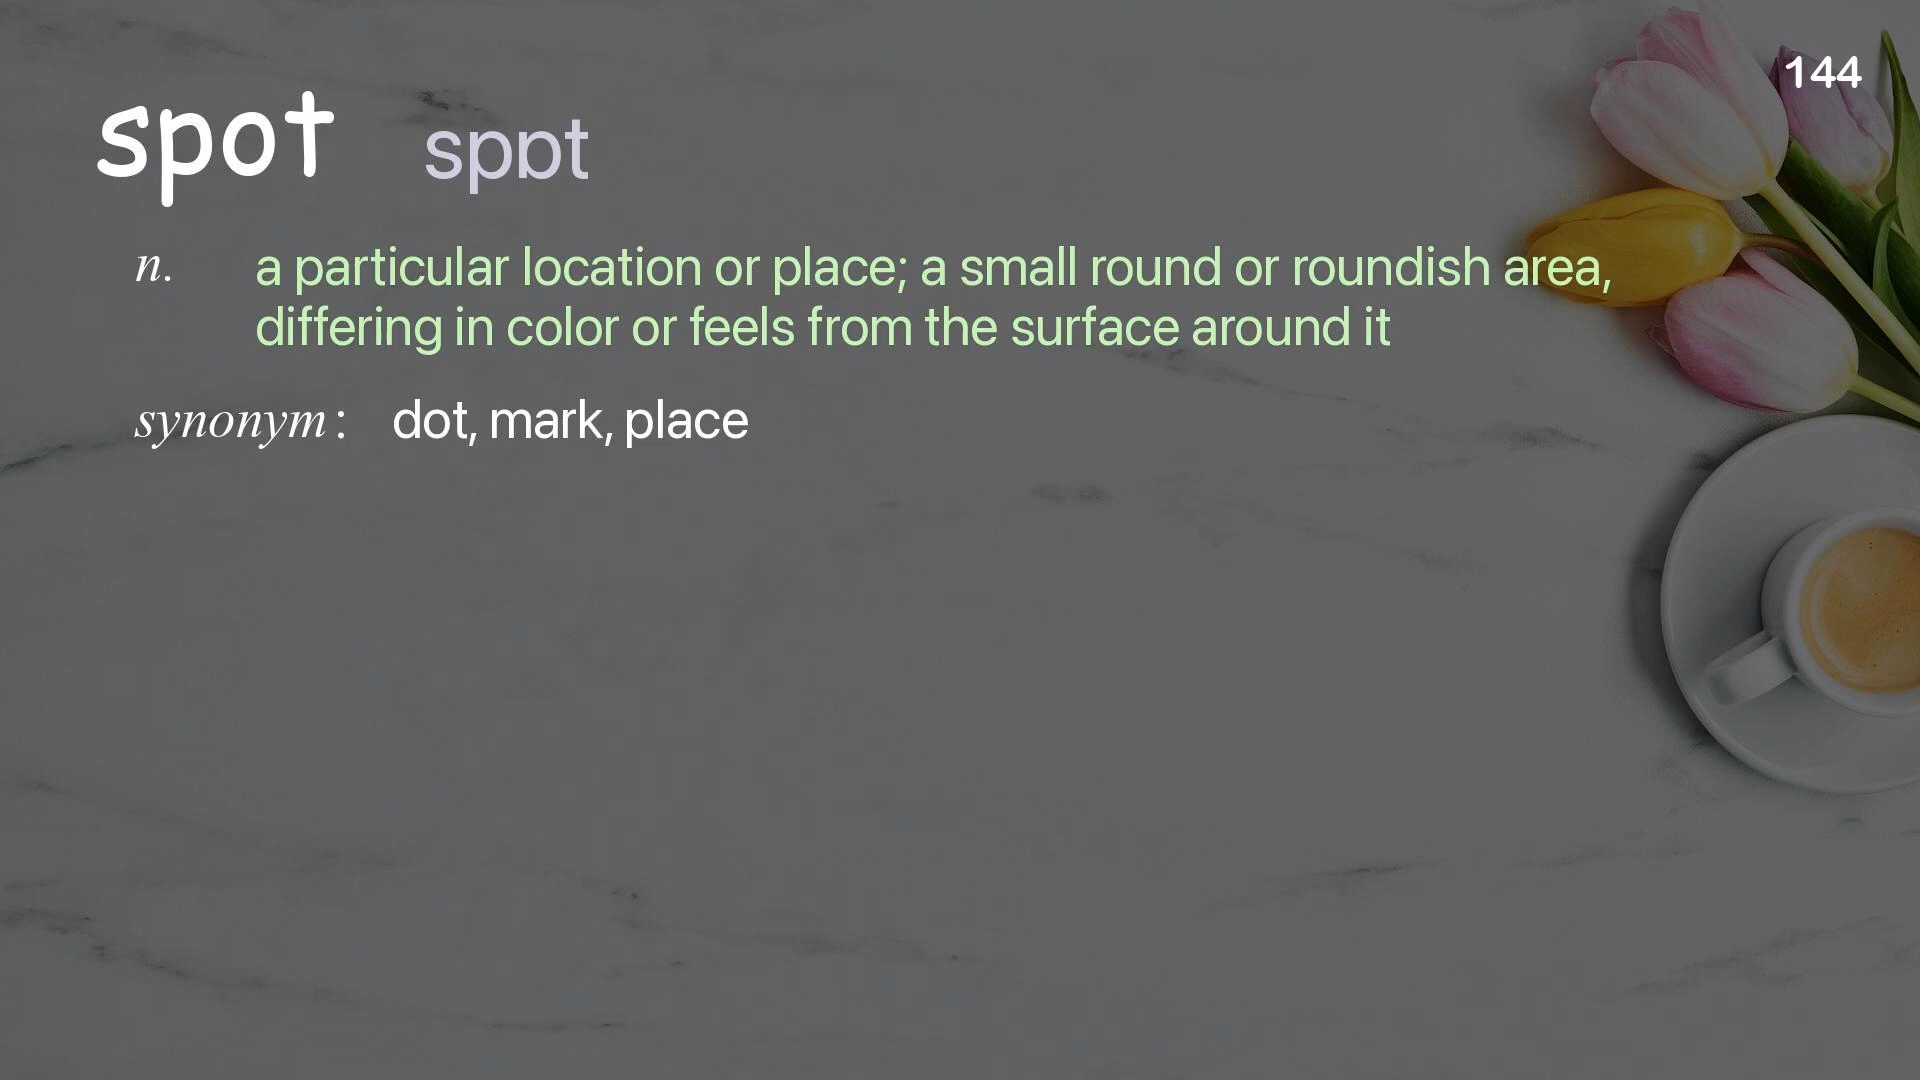 144
spot spɒt
n. a particular location or place; a small round or roundish area,
differing in color or feels from the surface around it
synonym: dot, mark, place